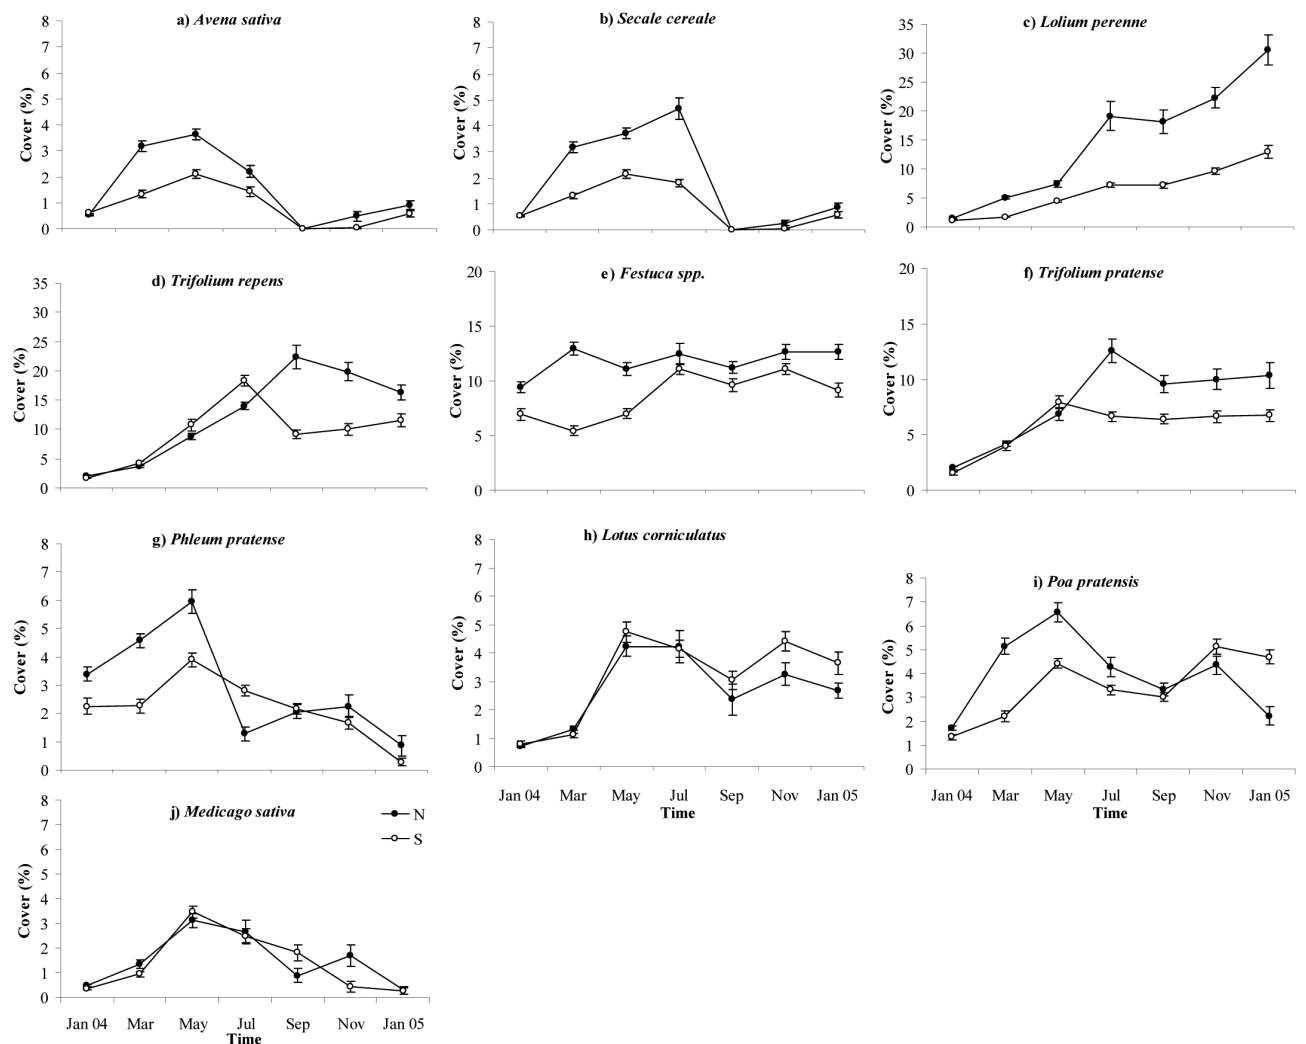 a) Avena sativa
8
7
6
5
4
3
2
1
0
Cover (%)
b) Secale cereale
8
7
6
5
4
3
2
1
0
Cover (%)
c) Lolium perenne
35
30
25
20
15
10
5
0
Cover (%)
d) Trifolium repens
35
30
25
20
15
10
5
0
Cover (%)
e) Festuca spp.
20
15
10
5
0
Cover (%)
f) Trifolium pratense
20
15
10
5
0
Cover (%)
g) Phleum pratense
8
7
6
5
4
3
2
1
0
Cover (%)
h) Lotus corniculatus
8
7
6
5
4
3
2
1
0
Cover (%)
Jan 04 Mar May Jul Sep Nov Jan 05
Time
i) Poa pratensis
8
7
6
5
4
3
2
1
0
Cover (%)
Jan 04 Mar May Jul Sep Nov Jan 05
Time
j) Medicago sativa
N
S
8
7
6
5
4
3
2
1
0
Cover (%)
Jan 04 Mar May Jul Sep Nov Jan 05
Time